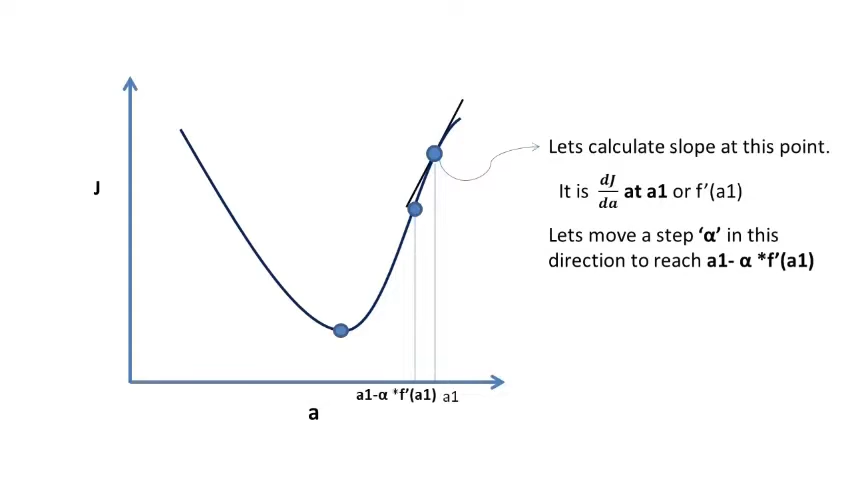 J
Lets calculate slope at this point.
It is dJ/da at a1 or f’(a1)
Lets move a step ‘α’ in this
direction to reach a1- α *f’(a1)
a1-α *f’(a1) a1
a